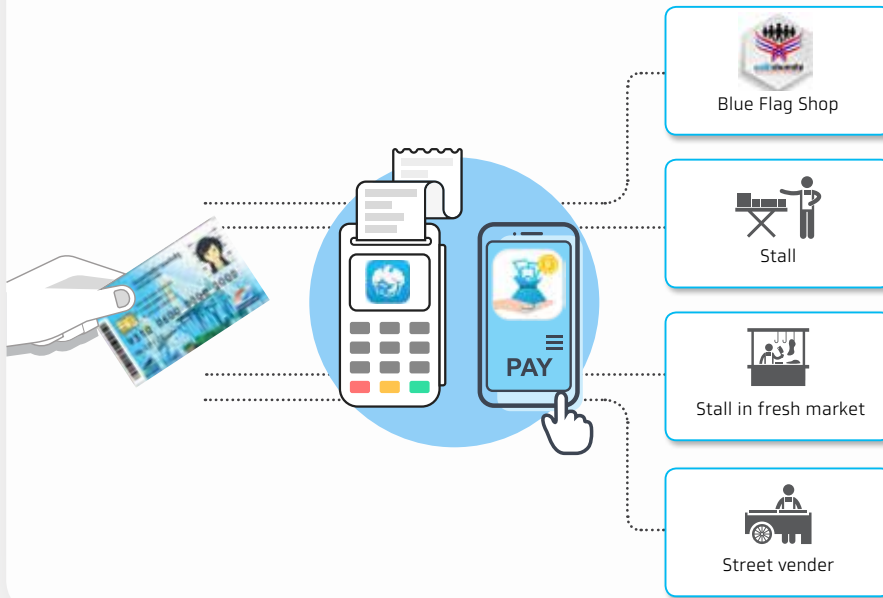 Blue Flag Shop
Stall
PAY
Stall in fresh market
Street vender